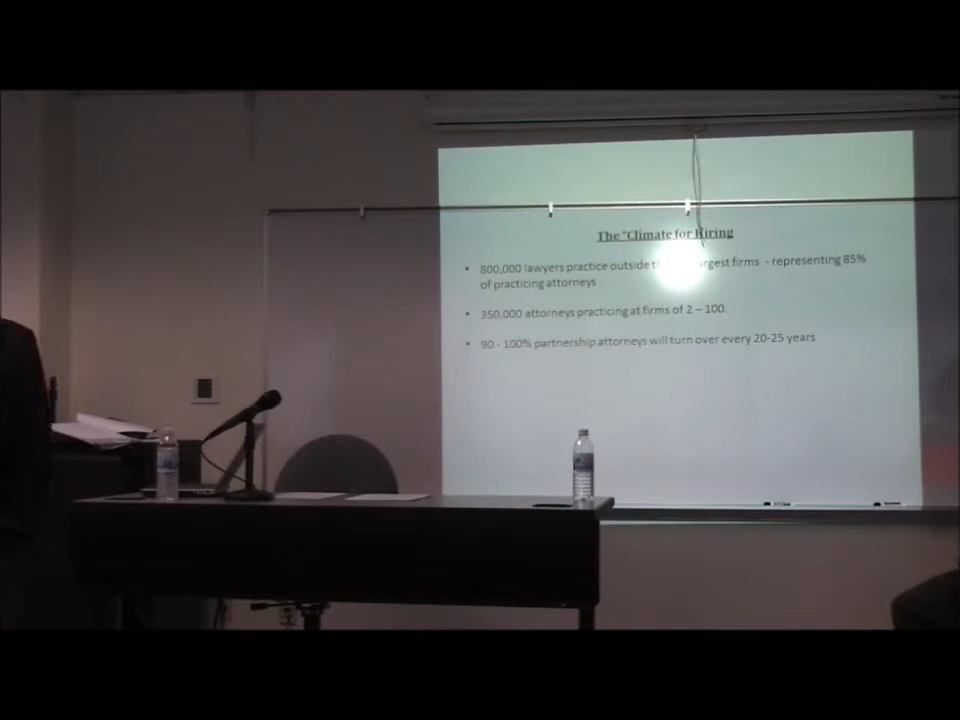 The "Climate for Hiring
• 800,000 lawyers practice outside firms - representing 85%
of practicing attorneys
• 350,000 attorneys practicing at firms of 2 – 100
• 90 - 100% partnership attorneys will turn over every 20-25 years